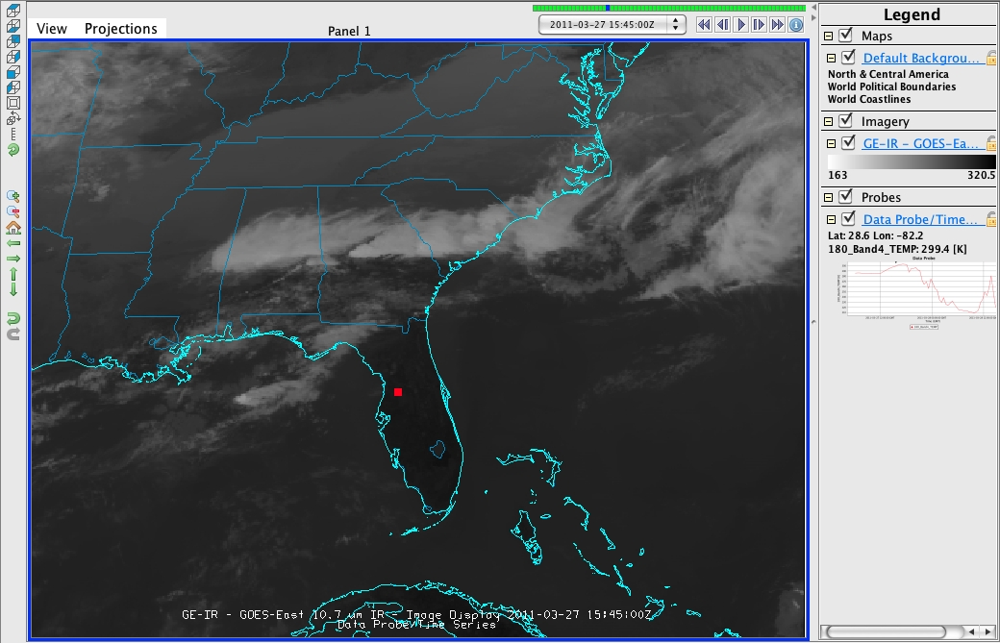 View Projections
Panel 1
2011-03-27 15:45:00Z
Legend
Maps
Default Backgrou...
North & Central America
World Political Boundaries
World Coastlines
Imagery
GE-IR - GOES-Ea...
163 320.5
Probes
Data Probe/Time...
Lat: 28.6 Lon: -82.2
180_Band4_TEMP: 299.4 [K]
Data Probe
GE-IR - GOES-East 10.7 um IR - Image Display 2011-03-27 15:45:00Z
Data Probe/Time Series